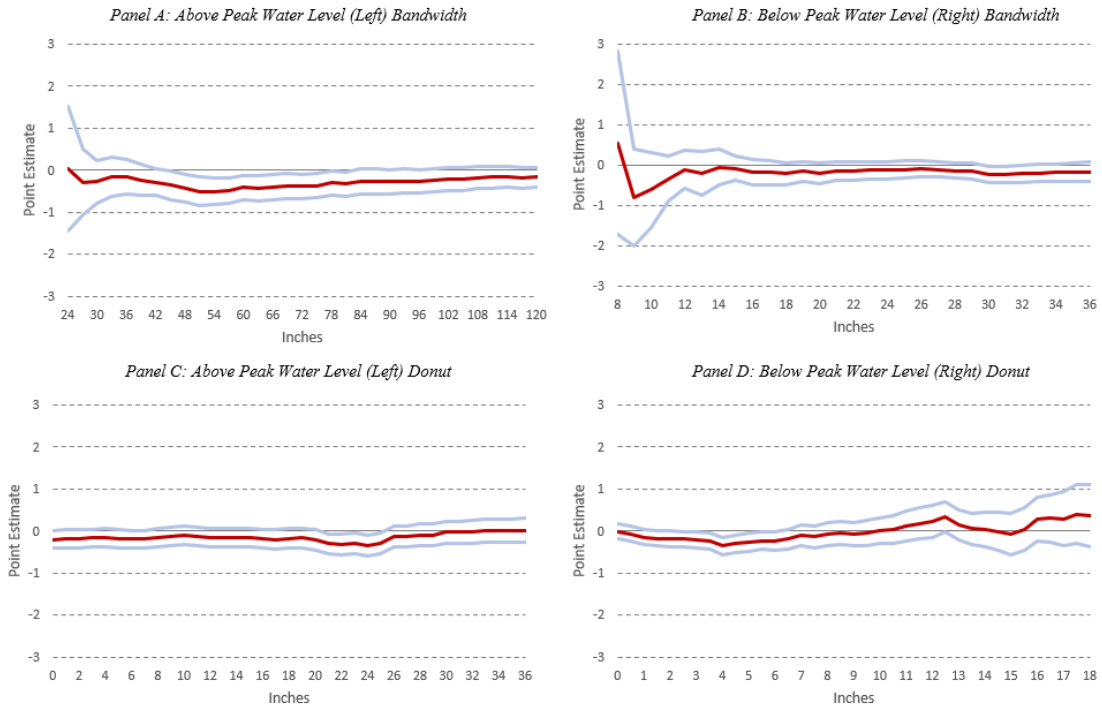 Panel A: Above Peak Water Level (Left) Bandwidth
3
2
1
0
-1
-2
-3
Point Estimate
24 30 36 42 48 54 60 66 72 78 84 90 96 102 108 114 120
Inches
Panel B: Below Peak Water Level (Right) Bandwidth
3
2
1
0
-1
-2
-3
Point Estimate
8 10 12 14 16 18 20 22 24 26 28 30 32 34 36
Inches
Panel C: Above Peak Water Level (Left) Donut
3
2
1
0
-1
-2
-3
Point Estimate
0 2 4 6 8 10 12 14 16 18 20 22 24 26 28 30 32 34 36
Inches
Panel D: Below Peak Water Level (Right) Donut
3
2
1
0
-1
-2
-3
Point Estimate
0 1 2 3 4 5 6 7 8 9 10 11 12 13 14 15 16 17 18
Inches